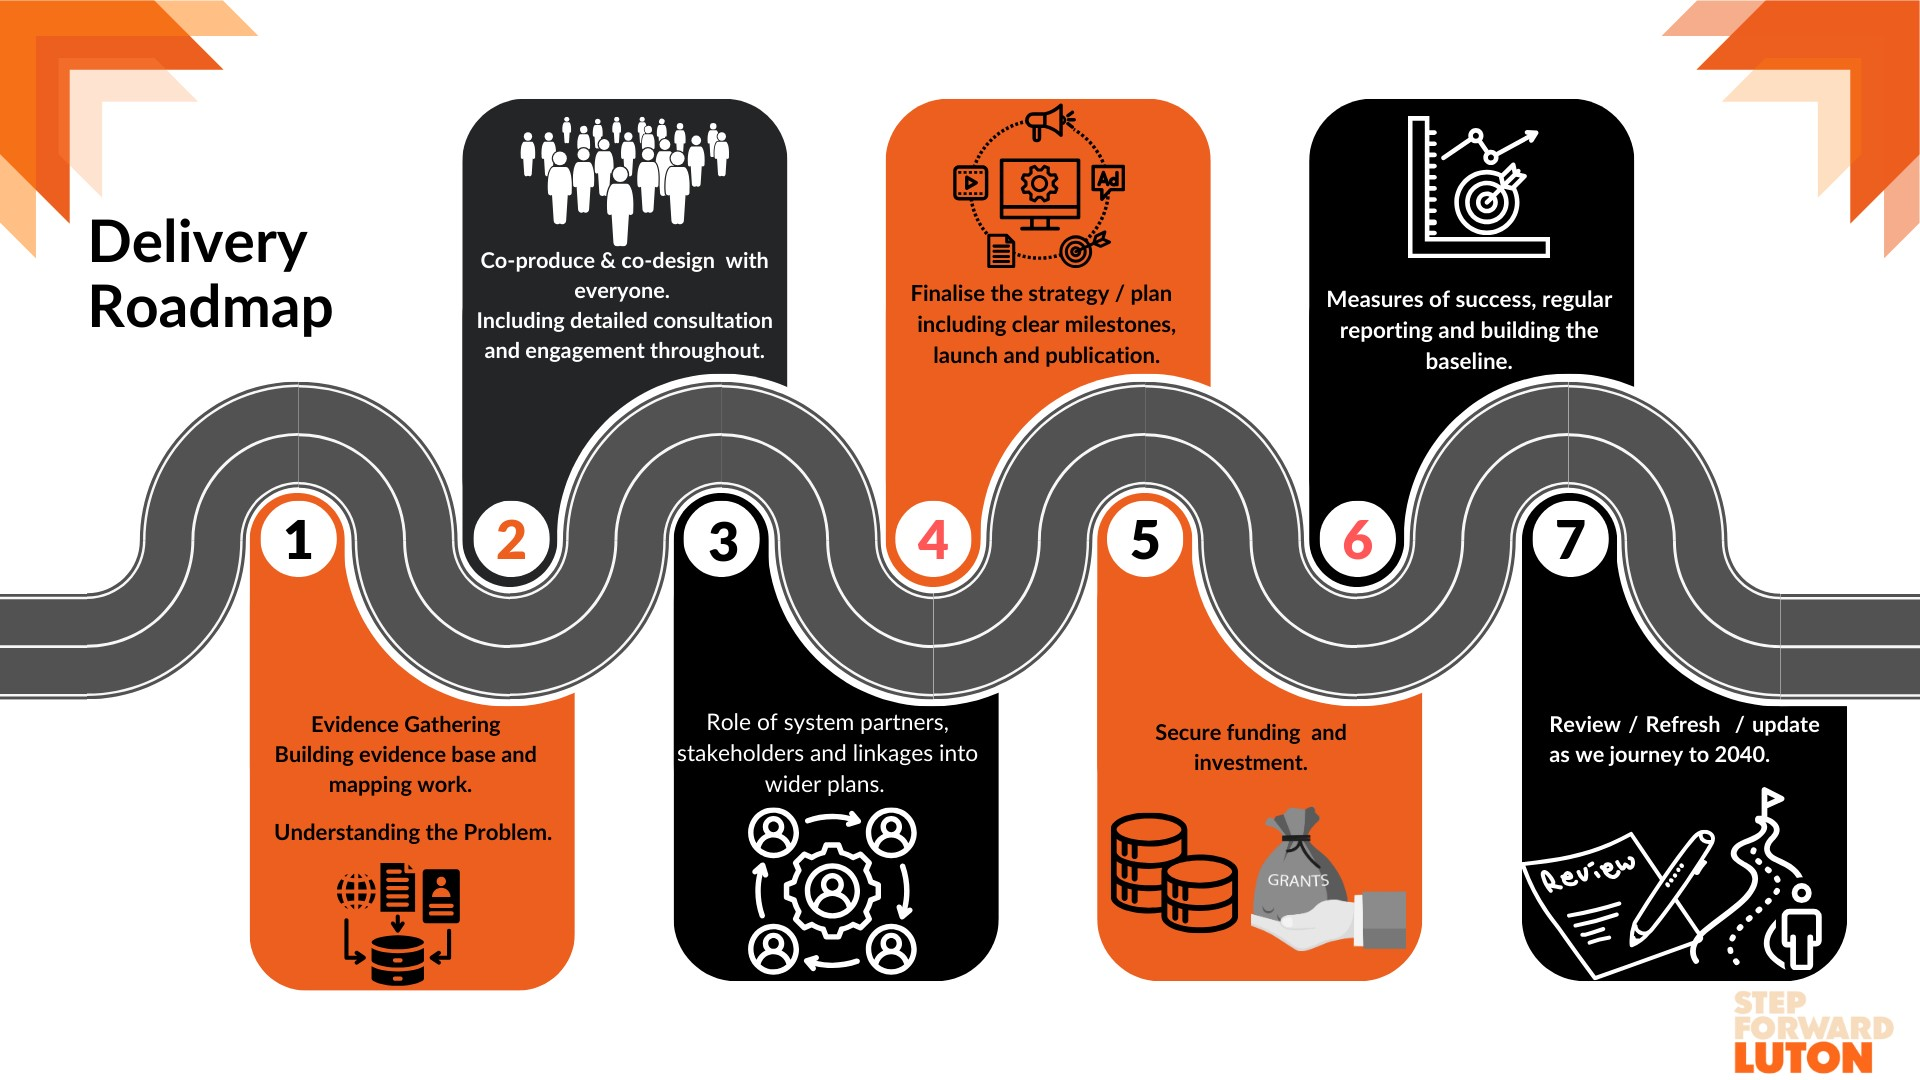 Delivery
Roadmap
1
Evidence Gathering
Building evidence base and
mapping work.
Understanding the Problem.
2
Co-produce & co-design with
everyone.
Including detailed consultation
and engagement throughout.
3
Role of system partners,
stakeholders and linkages into
wider plans.
4
Ad
Finalise the strategy / plan
including clear milestones,
launch and publication.
5
Secure funding and
investment.
GRANTS
6
Measures of success, regular
reporting and building the
baseline.
7
Review / Refresh / update
as we journey to 2040.
Review
STEP
FORWARD
LUTON